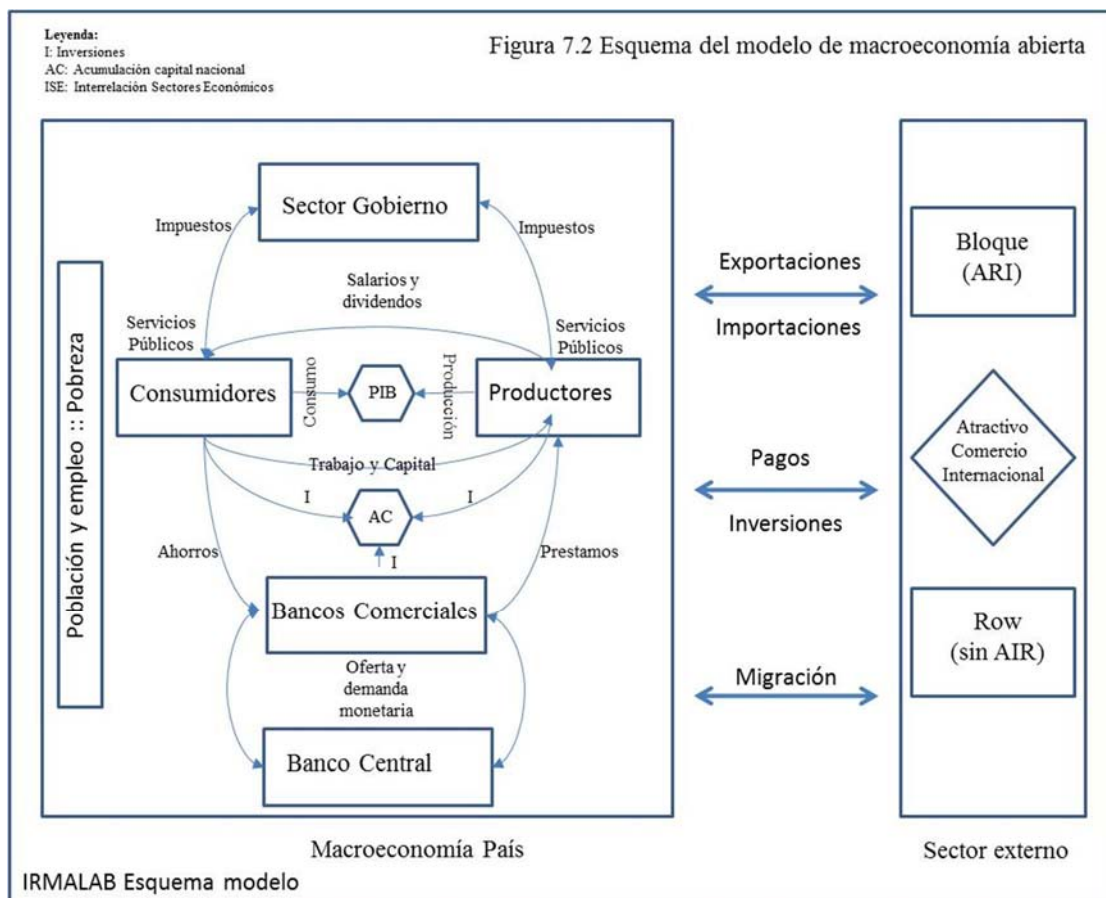 Leyenda:
I: Inversiones
AC: Acumulación capital nacional
ISE: Interrelación Sectores Económicos
Figura 7.2 Esquema del modelo de macroeconomía abierta
Sector Gobierno
Impuestos
Impuestos
Salarios y
dividendos
Servicios
Públicos
Servicios
Públicos
Consumidores
Consumo
PIB
Producción
Productores
Trabajo y Capital
I
AC
I
I
Ahorros
Prestamos
Bancos Comerciales
Oferta y
demanda
monetaria
Banco Central
Población y empleo :: Pobreza
Macroeconomía País
IRMALAB Esquema modelo
Exportaciones
Importaciones
Pagos
Inversiones
Migración
Bloque
(ARI)
Atractivo
Comercio
Internacional
Row
(sin AIR)
Sector externo